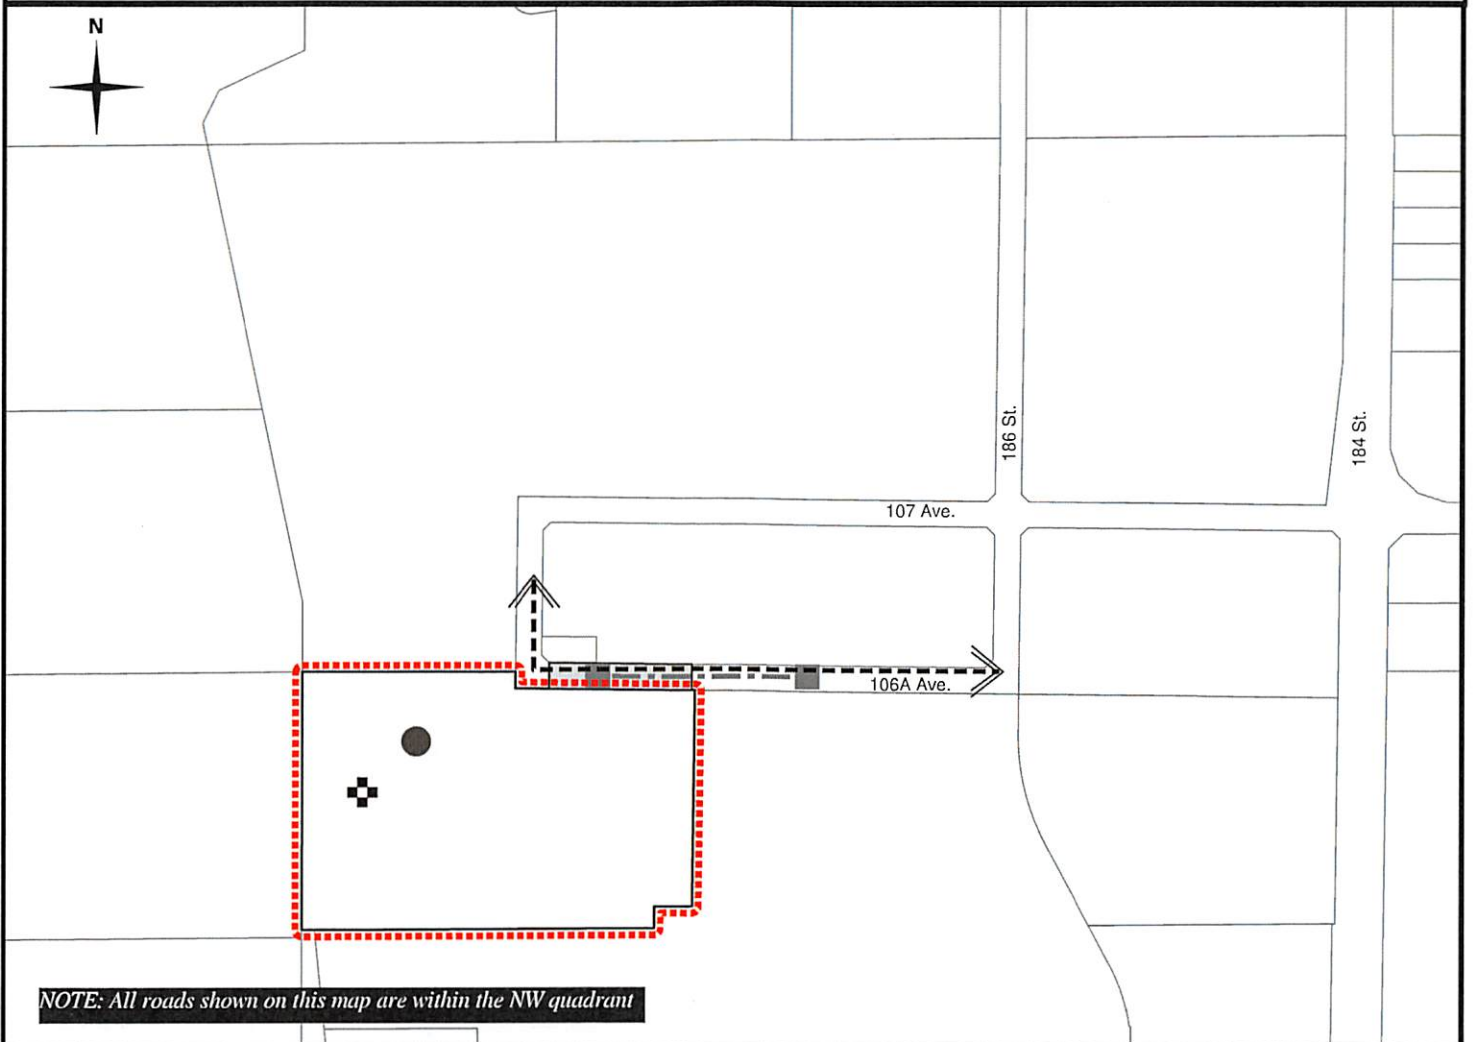 N
186 St.
184 St.
107 Ave.
106A Ave.
NOTE: All roads shown on this map are within the NW quadrant